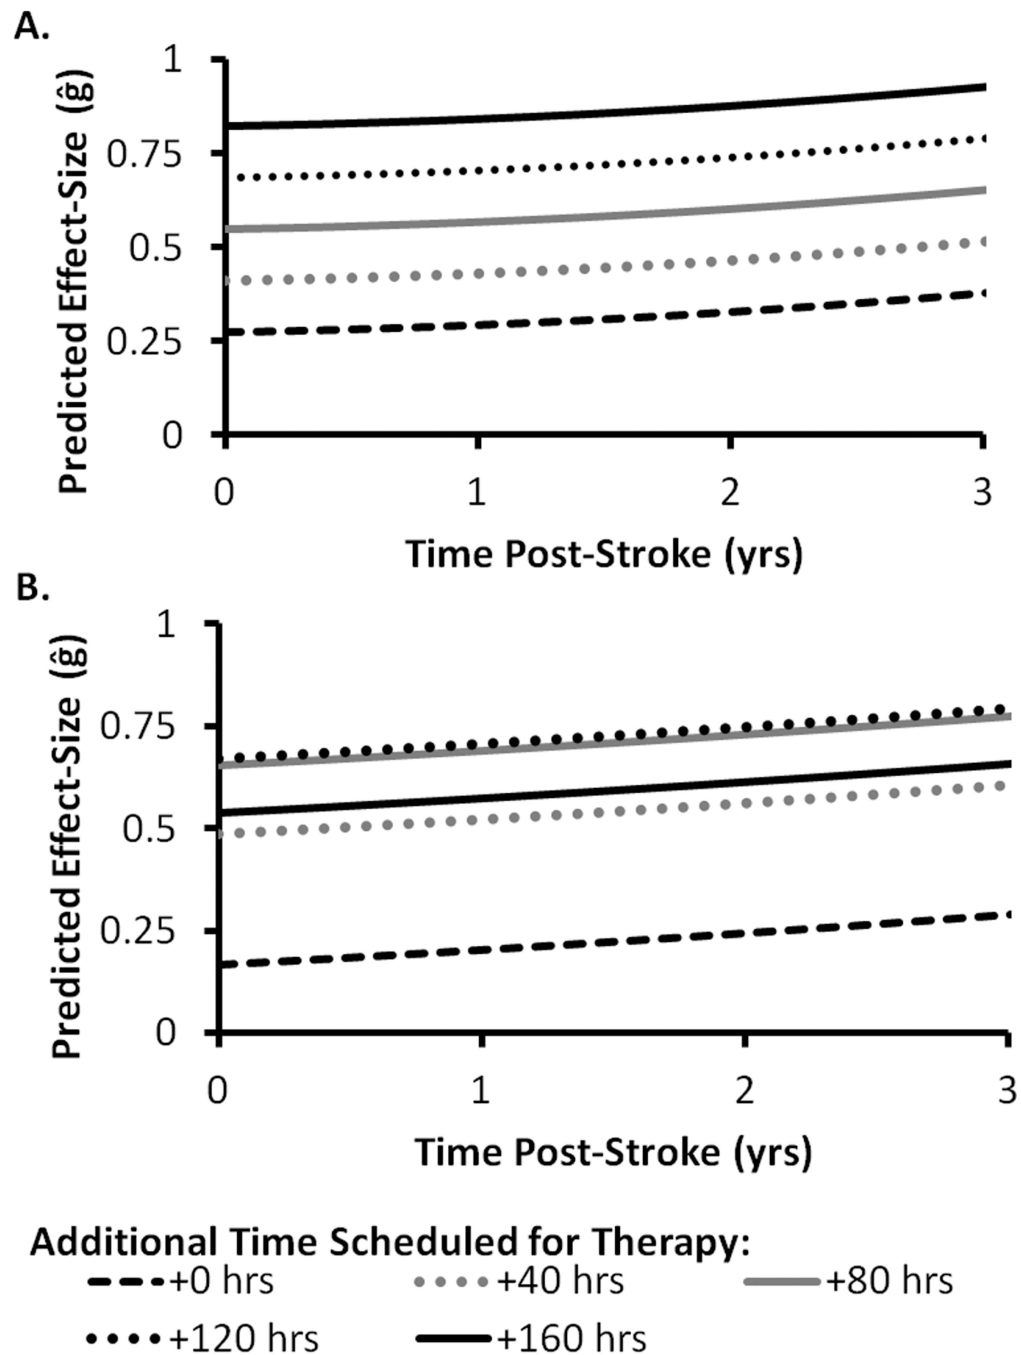 A.
Predicted Effect-Size (ĝ)
1
0.75
0.5
0.25
0
0 1 2 3
Time Post-Stroke (yrs)
B.
Predicted Effect-Size (ĝ)
1
0.75
0.5
0.25
0
0 1 2 3
Time Post-Stroke (yrs)
Additional Time Scheduled for Therapy:
+0 hrs +40 hrs +80 hrs
+120 hrs +160 hrs